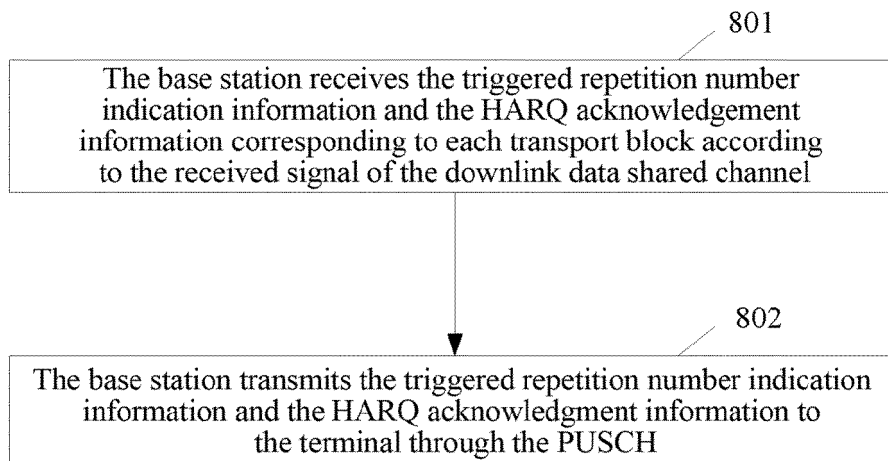 801
The base station receives the triggered repetition number
indication information and the HARQ acknowledgement
information corresponding to each transport block according
to the received signal of the downlink data shared channel
802
The base station transmits the triggered repetition number indication
information and the HARQ acknowledgment information to
the terminal through the PUSCH